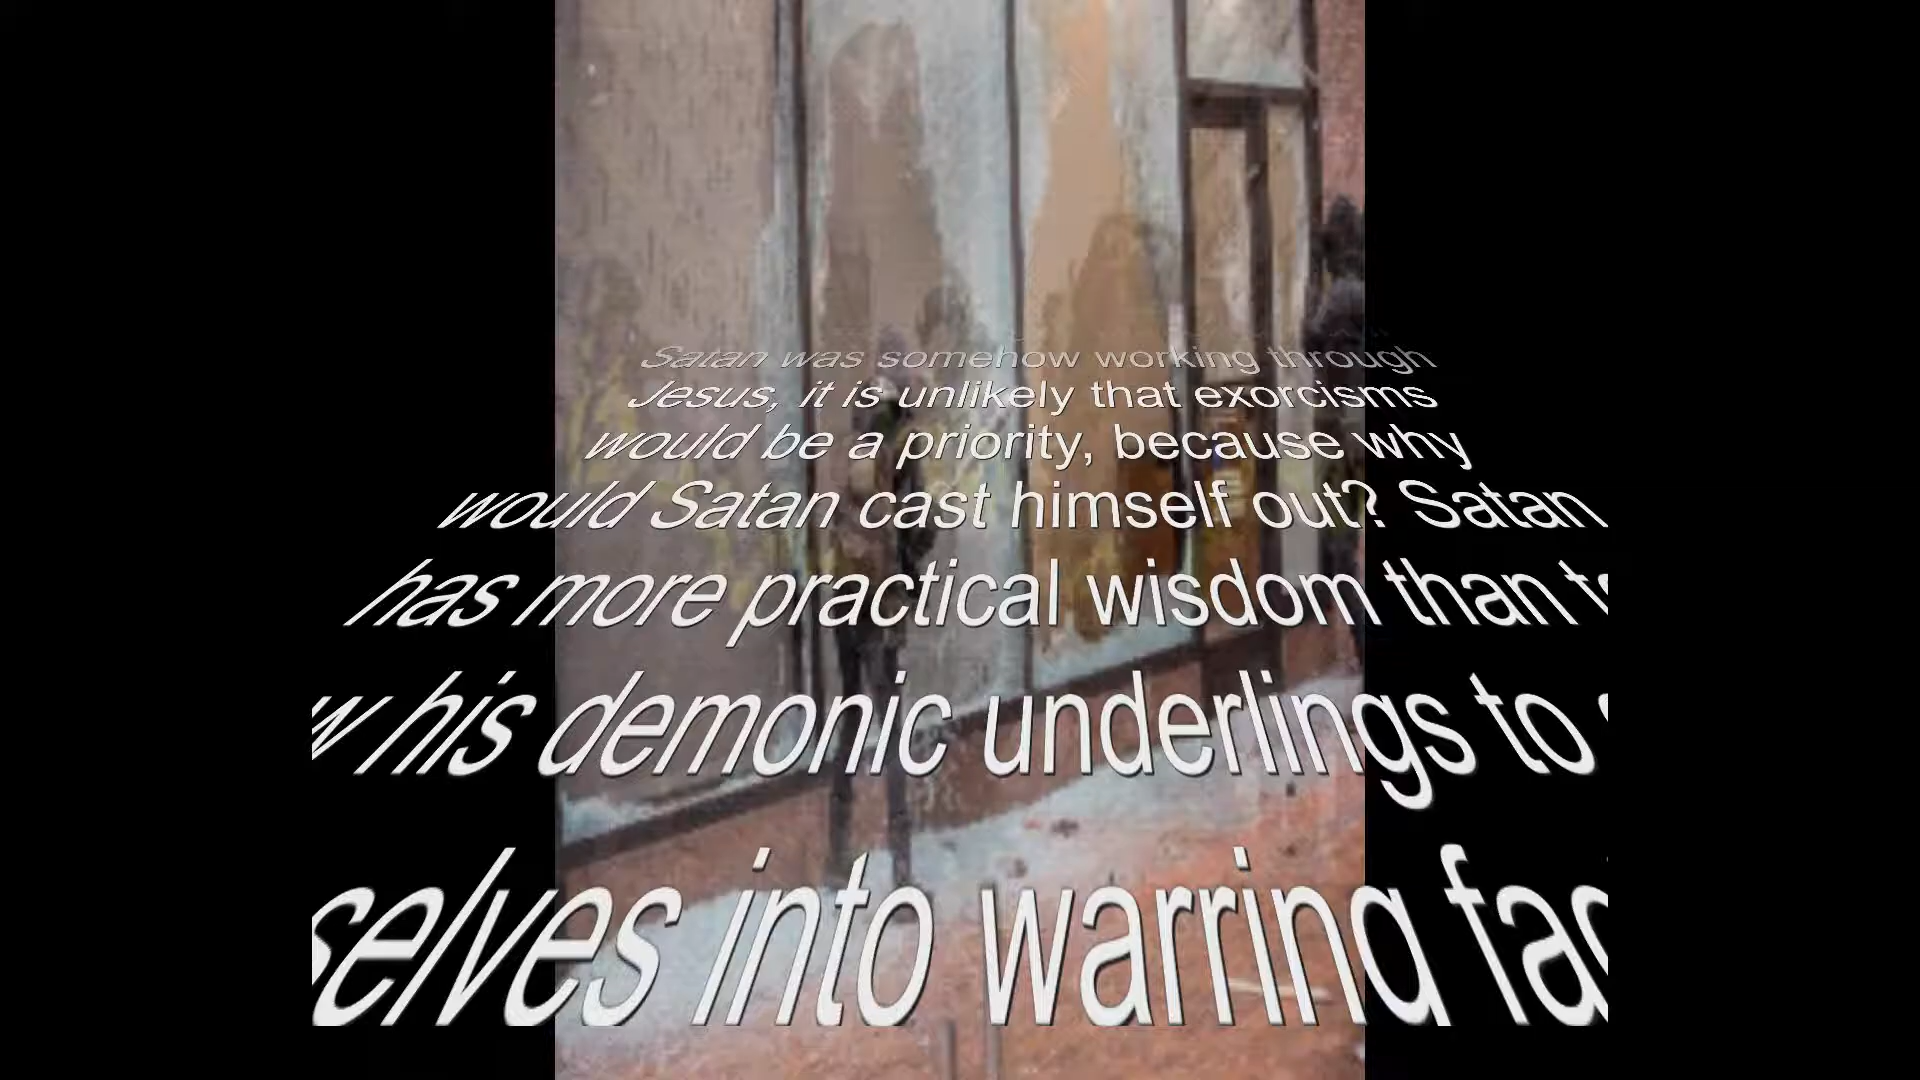 Satan was somehow working through
Jesus, it is unlikely that exorcisms
would be a priority, because why
would Satan cast himself out? Satan
has more practical wisdom than
his demonic underlings to
into warring